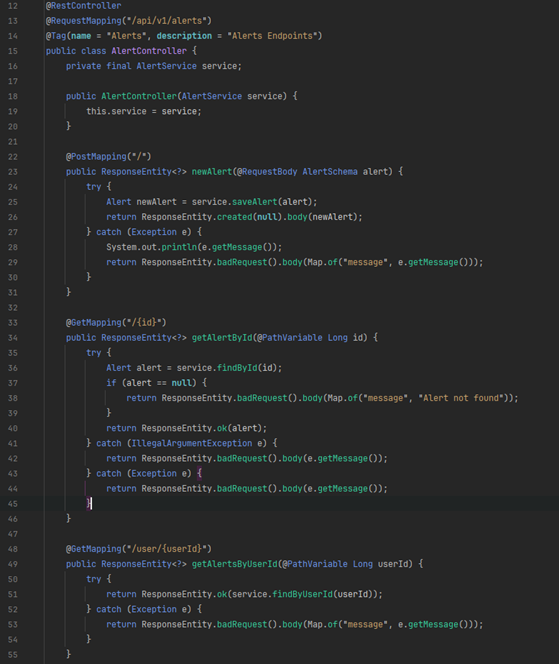 12 @RestController
13 @RequestMapping("/api/v1/alerts")
14 @Tag(name = "Alerts", description = "Alerts Endpoints")
15 public class AlertController {
16     private final AlertService service;
17
18     public AlertController(AlertService service) {
19         this.service = service;
20     }
21
22     @PostMapping("/")
23     public ResponseEntity<?> newAlert(@RequestBody AlertSchema alert) {
24         try {
25             Alert newAlert = service.saveAlert(alert);
26             return ResponseEntity.created(null).body(newAlert);
27         } catch (Exception e) {
28             System.out.println(e.getMessage());
29             return ResponseEntity.badRequest().body(Map.of("message", e.getMessage()));
30         }
31     }
32
33     @GetMapping("/{id}")
34     public ResponseEntity<?> getAlertById(@PathVariable Long id) {
35         try {
36             Alert alert = service.findById(id);
37             if (alert == null) {
38                 return ResponseEntity.badRequest().body(Map.of("message", "Alert not found"));
39             }
40             return ResponseEntity.ok(alert);
41         } catch (IllegalArgumentException e) {
42             return ResponseEntity.badRequest().body(e.getMessage());
43         } catch (Exception e) {
44             return ResponseEntity.badRequest().body(e.getMessage());
45         }
46     }
47
48     @GetMapping("/user/{userId}")
49     public ResponseEntity<?> getAlertsByUserId(@PathVariable Long userId) {
50         try {
51             return ResponseEntity.ok(service.findByUserId(userId));
52         } catch (Exception e) {
53             return ResponseEntity.badRequest().body(Map.of("message", e.getMessage()));
54         }
55     }